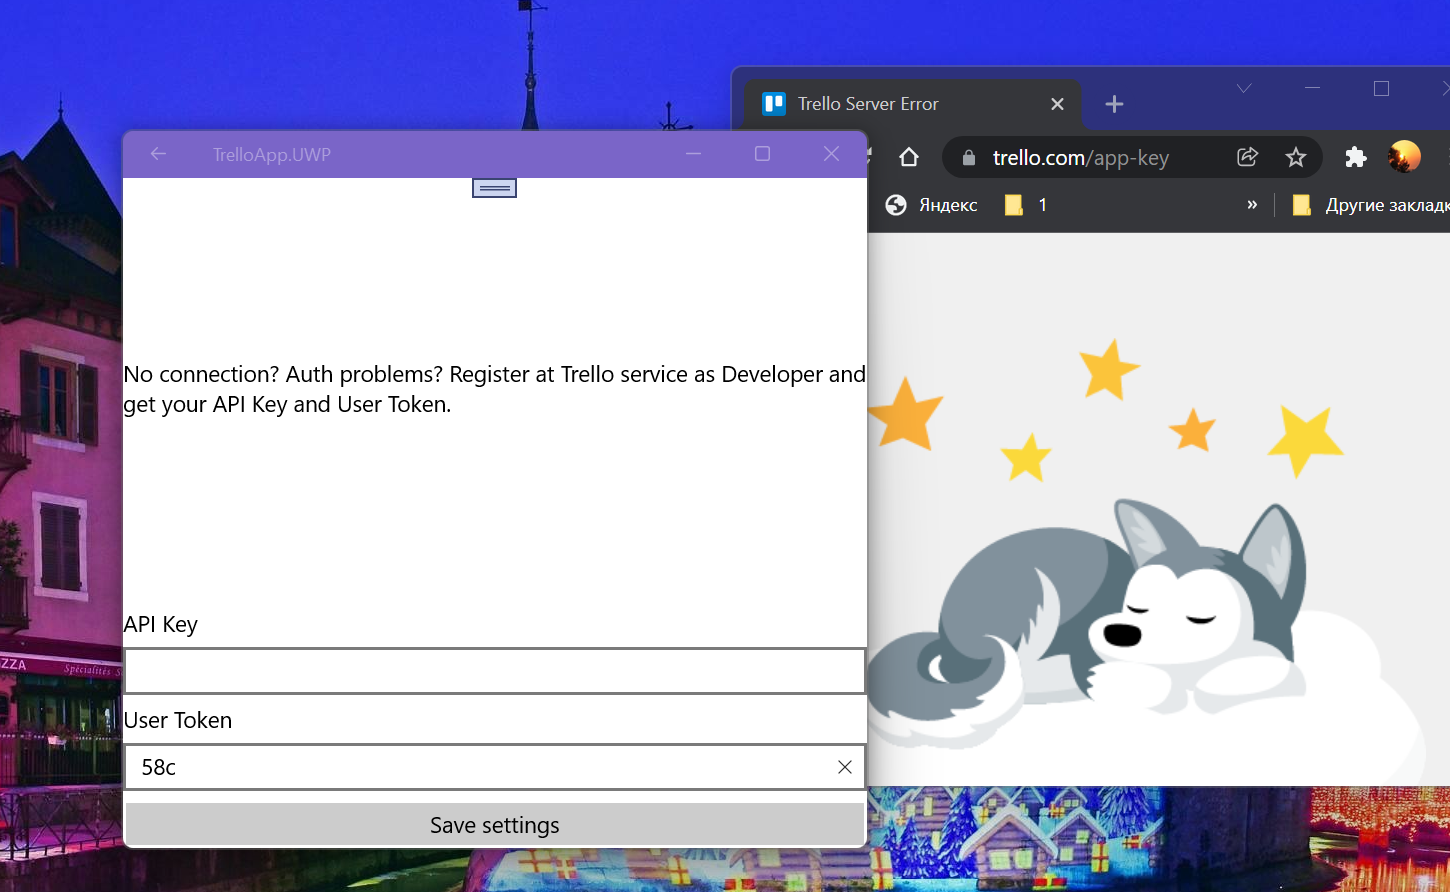 TrelloApp.UWP
No connection? Auth problems? Register at Trello service as Developer and
get your API Key and User Token.
API Key
User Token
58c
Save settings
Trello Server Error
trello.com/app-key
Яндекс
1
»
Другие заклад
ZZA
Spécialités